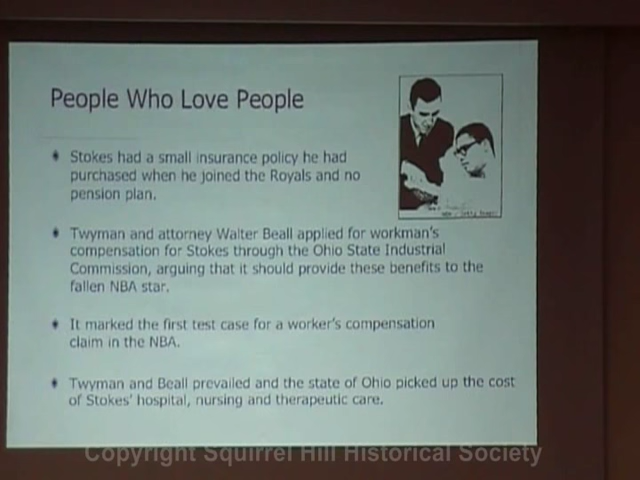 People Who Love People
Stokes had a small insurance policy he had
purchased when he joined the Royals and no
pension plan.
Twyman and attorney Walter Beall applied for workman's
compensation for Stokes through the Ohio State Industrial
Commission, arguing that it should provide these benefits to the
fallen NBA star.
It marked the first test case for a worker's compensation
claim in the NBA.
Twyman and Beall prevailed and the state of Ohio picked up the cost
of Stokes' hospital, nursing and therapeutic care.
Copyright Squirrel Hill Historical Society